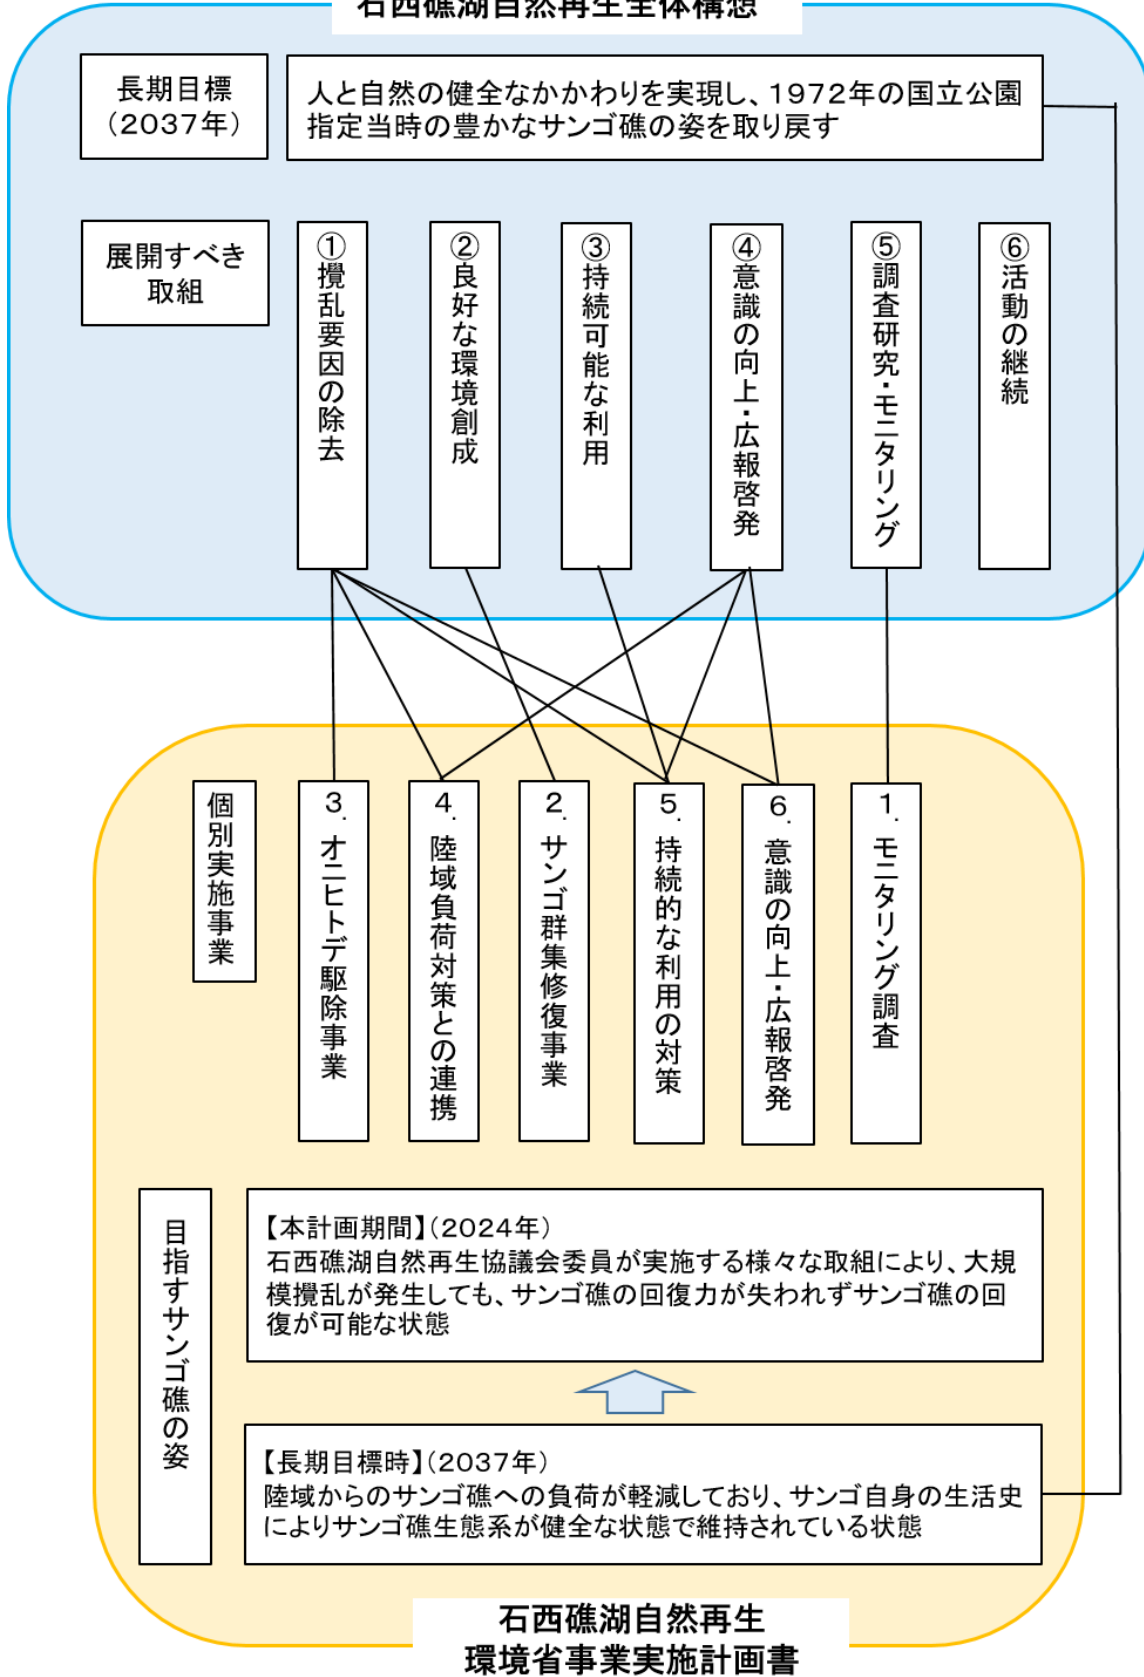 石西礁湖自然再生全体構想
長期目標
（2037年）
人と自然の健全なかかわりを実現し、1972年の国立公園
指定当時の豊かなサンゴ礁の姿を取り戻す
展開すべき
取組
①攪乱要因の除去
②良好な環境創成
③持続可能な利用
④意識の向上・広報啓発
⑤調査研究・モニタリング
⑥活動の継続
個別実施事業
3．オニヒトデ駆除事業
4．陸域負荷対策との連携
2．サンゴ群集修復事業
5．持続的な利用の対策
6．意識の向上・広報啓発
1．モニタリング調査
目指すサンゴ礁の姿
【本計画期間】（2024年）
石西礁湖自然再生協議会委員が実施する様々な取組により、大規
模攪乱が発生しても、サンゴ礁の回復力が失われずサンゴ礁の回
復が可能な状態
【長期目標時】（2037年）
陸域からのサンゴ礁への負荷が軽減しており、サンゴ自身の生活史
によりサンゴ礁生態系が健全な状態で維持されている状態
石西礁湖自然再生
環境省事業実施計画書